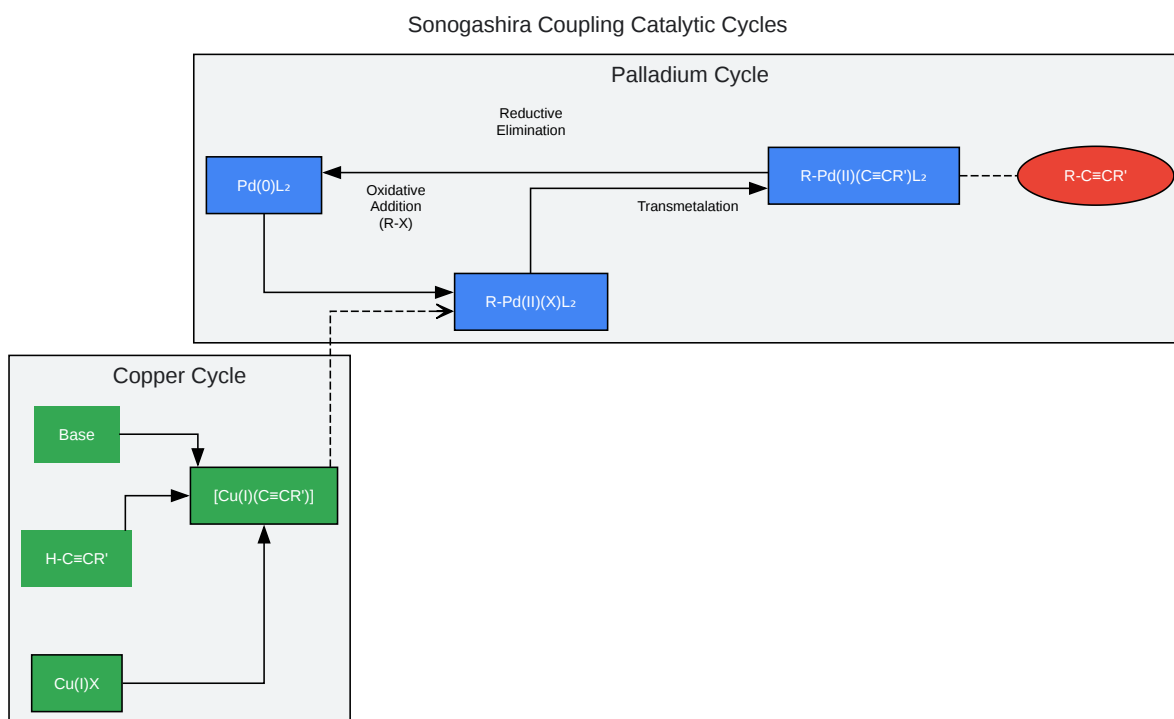 Sonogashira Coupling Catalytic Cycles
Palladium Cycle
Reductive
Elimination
Pd(0)L₂
R-Pd(II)(C≡CR')L₂
R-C≡CR'
Oxidative
Addition
(R-X)
Transmetalation
R-Pd(II)(X)L₂
Copper Cycle
Base
[Cu(I)(C≡CR')]
H-C≡CR'
Cu(I)X